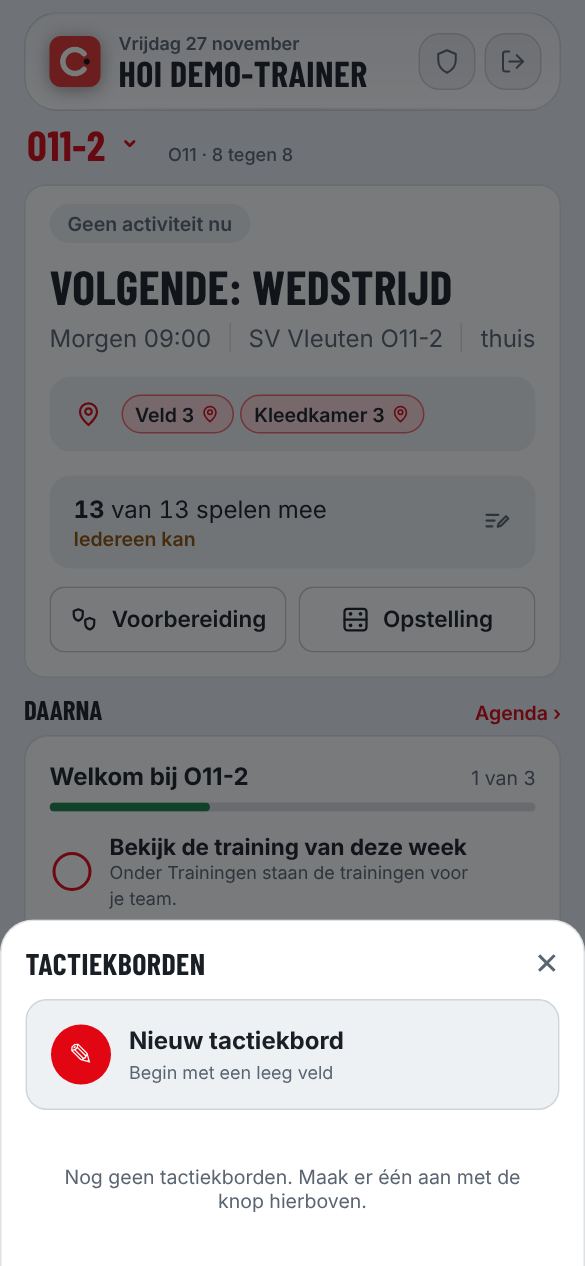 Vrijdag 27 november
HOI DEMO-TRAINER
O11-2
O11 · 8 tegen 8
Geen activiteit nu
VOLGENDE: WEDSTRIJD
Morgen 09:00 | SV Vleuten O11-2 | thuis
Veld 3 Kleedkamer 3
13 van 13 spelen mee
Iedereen kan
Voorbereiding Opstelling
DAARNA Agenda ›
Welkom bij O11-2 1 van 3
Bekijk de training van deze week
Onder Trainingen staan de trainingen voor
je team.
TACTIEKBORDEN ✕
Nieuw tactiekbord
Begin met een leeg veld
Nog geen tactiekborden. Maak er één aan met de
knop hierboven.